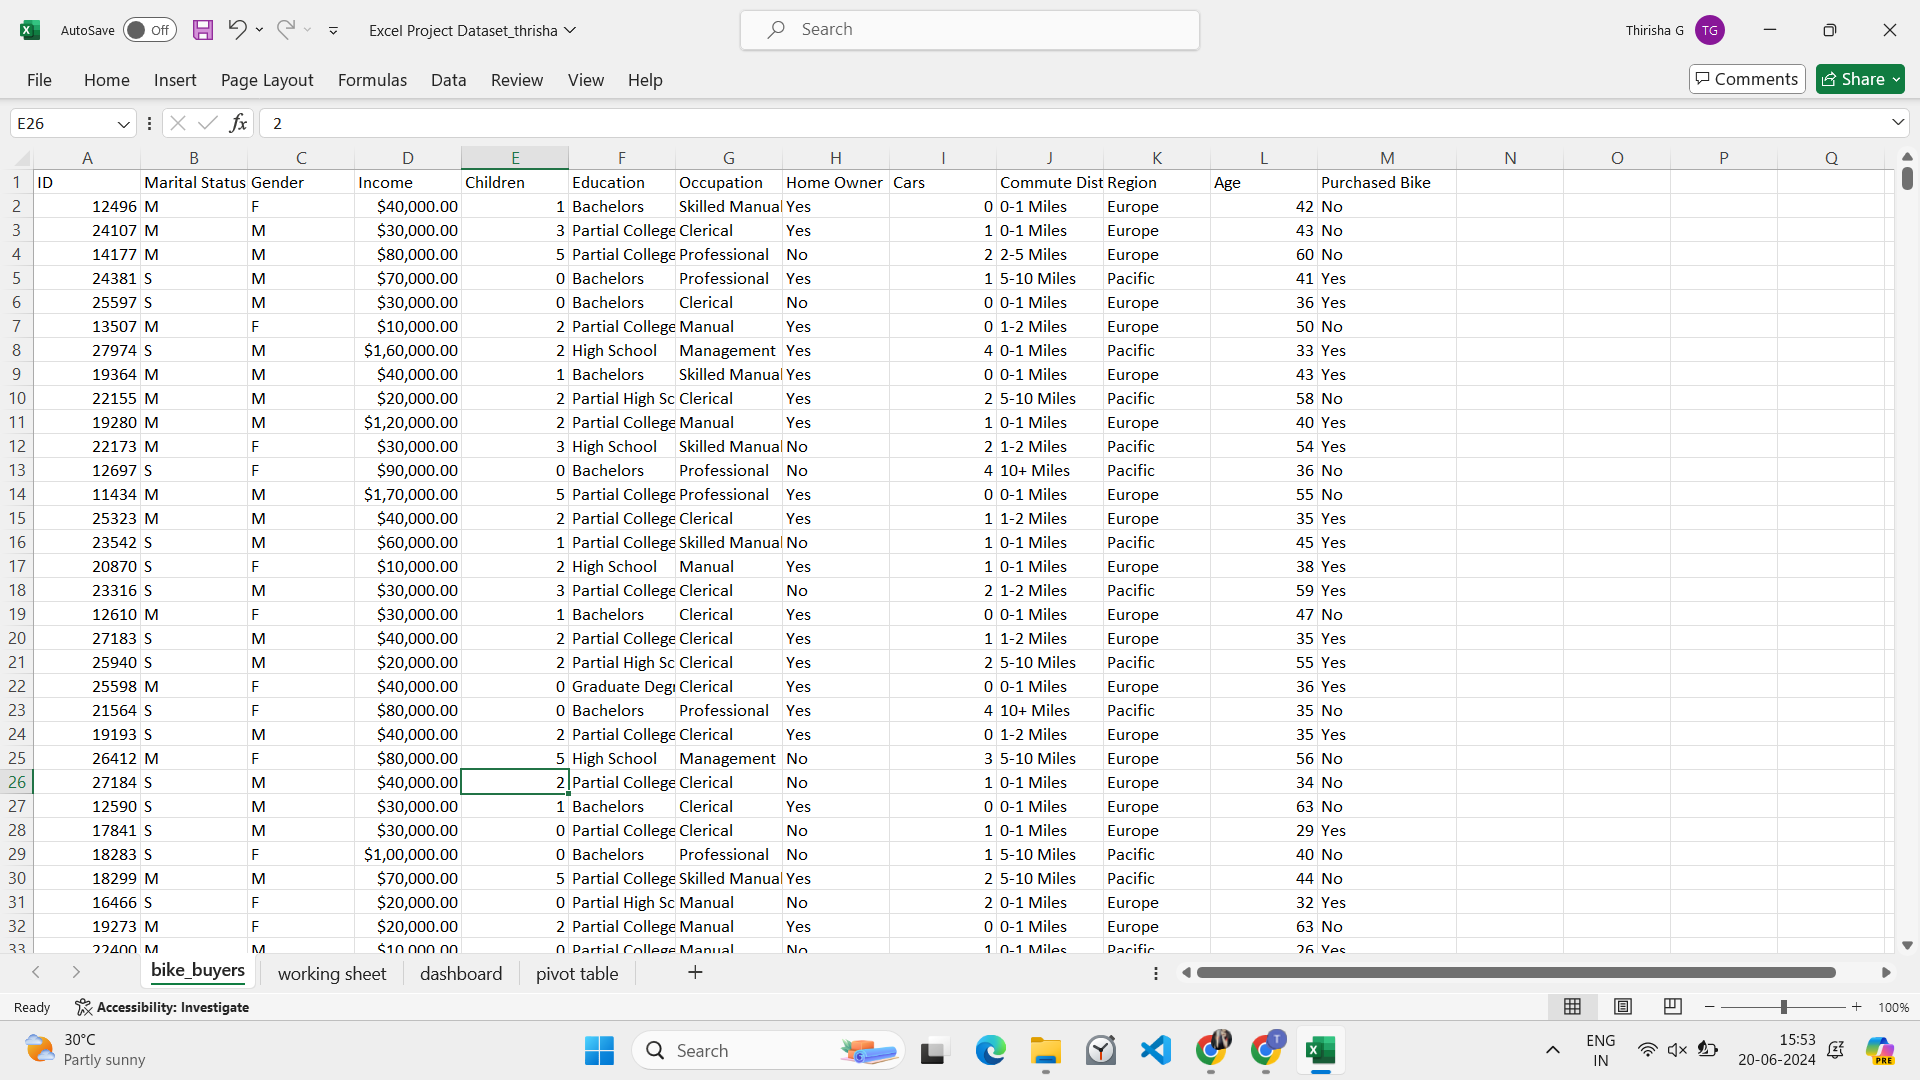 AutoSave Off Excel Project Dataset_thrisha Search Thirisha G TG
File Home Insert Page Layout Formulas Data Review View Help Comments Share
E26 fx 2
A B C D E F G H I J K L M N O P Q
1 ID Marital Status Gender Income Children Education Occupation Home Owner Cars Commute Dist Region Age Purchased Bike
2 12496 M F $40,000.00 1 Bachelors Skilled Manual Yes 0 0-1 Miles Europe 42 No
3 24107 M M $30,000.00 3 Partial College Clerical Yes 1 0-1 Miles Europe 43 No
4 14177 M M $80,000.00 5 Partial College Professional No 2 2-5 Miles Europe 60 No
5 24381 S M $70,000.00 0 Bachelors Professional Yes 1 5-10 Miles Pacific 41 Yes
6 25597 S M $30,000.00 0 Bachelors Clerical No 0 0-1 Miles Europe 36 Yes
7 13507 M F $10,000.00 2 Partial College Manual Yes 0 1-2 Miles Europe 50 No
8 27974 S M $1,60,000.00 2 High School Management Yes 4 0-1 Miles Pacific 33 Yes
9 19364 M M $40,000.00 1 Bachelors Skilled Manual Yes 0 0-1 Miles Europe 43 Yes
10 22155 M M $20,000.00 2 Partial High Sc Clerical Yes 2 5-10 Miles Pacific 58 No
11 19280 M M $1,20,000.00 2 Partial College Manual Yes 1 0-1 Miles Europe 40 Yes
12 22173 M F $30,000.00 3 High School Skilled Manual No 2 1-2 Miles Pacific 54 Yes
13 12697 S F $90,000.00 0 Bachelors Professional No 4 10+ Miles Pacific 36 No
14 11434 M M $1,70,000.00 5 Partial College Professional Yes 0 0-1 Miles Europe 55 No
15 25323 M M $40,000.00 2 Partial College Clerical Yes 1 1-2 Miles Europe 35 Yes
16 23542 S M $60,000.00 1 Partial College Skilled Manual No 1 0-1 Miles Pacific 45 Yes
17 20870 S F $10,000.00 2 High School Manual Yes 1 0-1 Miles Europe 38 Yes
18 23316 S M $30,000.00 3 Partial College Clerical No 2 1-2 Miles Pacific 59 Yes
19 12610 M F $30,000.00 1 Bachelors Clerical Yes 0 0-1 Miles Europe 47 No
20 27183 S M $40,000.00 2 Partial College Clerical Yes 1 1-2 Miles Europe 35 Yes
21 25940 S M $20,000.00 2 Partial High Sc Clerical Yes 2 5-10 Miles Pacific 55 Yes
22 25598 M F $40,000.00 0 Graduate Degr Clerical Yes 0 0-1 Miles Europe 36 Yes
23 21564 S F $80,000.00 0 Bachelors Professional Yes 4 10+ Miles Pacific 35 No
24 19193 S M $40,000.00 2 Partial College Clerical Yes 0 1-2 Miles Europe 35 Yes
25 26412 M F $80,000.00 5 High School Management No 3 5-10 Miles Europe 56 No
26 27184 S M $40,000.00 2 Partial College Clerical No 1 0-1 Miles Europe 34 No
27 12590 S M $30,000.00 1 Bachelors Clerical Yes 0 0-1 Miles Europe 63 No
28 17841 S M $30,000.00 0 Partial College Clerical No 1 0-1 Miles Europe 29 Yes
29 18283 S F $1,00,000.00 0 Bachelors Professional No 1 5-10 Miles Pacific 40 No
30 18299 M M $70,000.00 5 Partial College Skilled Manual Yes 2 5-10 Miles Pacific 44 No
31 16466 S F $20,000.00 0 Partial High Sc Manual No 2 0-1 Miles Europe 32 Yes
32 19273 M F $20,000.00 2 Partial College Manual Yes 0 0-1 Miles Europe 63 No
33 22400 M M $10,000.00 0 Partial College Manual No 1 0-1 Miles Pacific 26 Yes
bike_buyers working sheet dashboard pivot table
Ready Accessibility: Investigate 100%
30°C
Partly sunny
Search
T
PRE
ENG
IN
15:53
20-06-2024